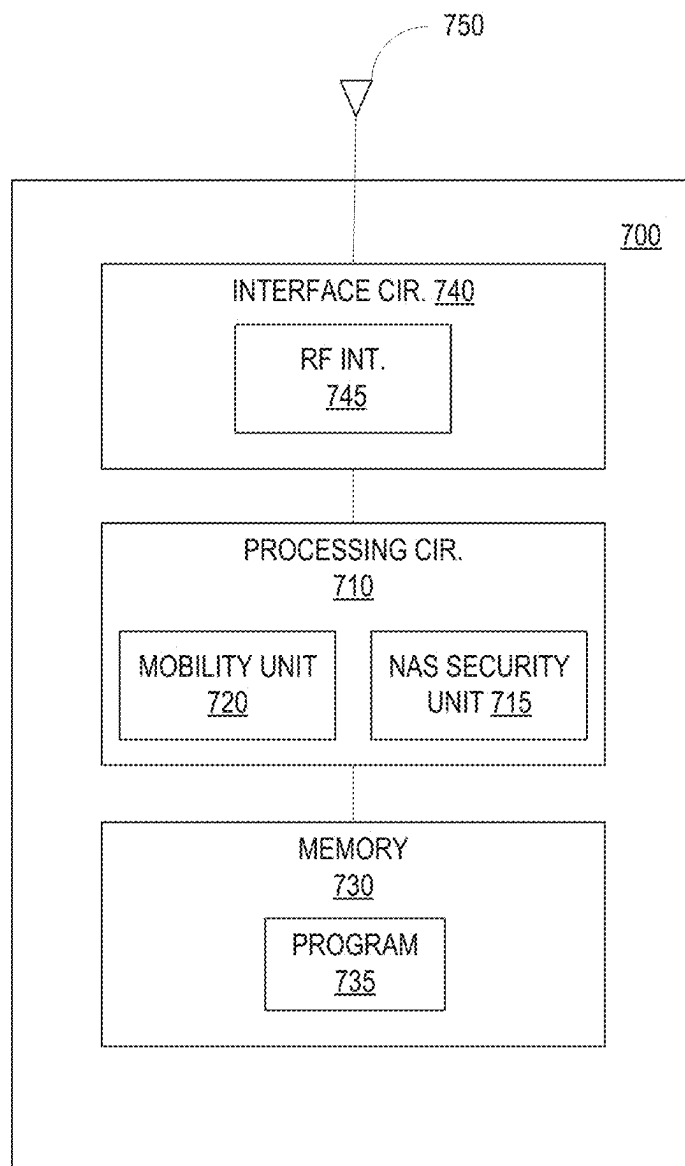 750
700
INTERFACE CIR. 740
RF INT.
745
PROCESSING CIR.
710
MOBILITY UNIT
720
NAS SECURITY
UNIT 715
MEMORY
730
PROGRAM
735